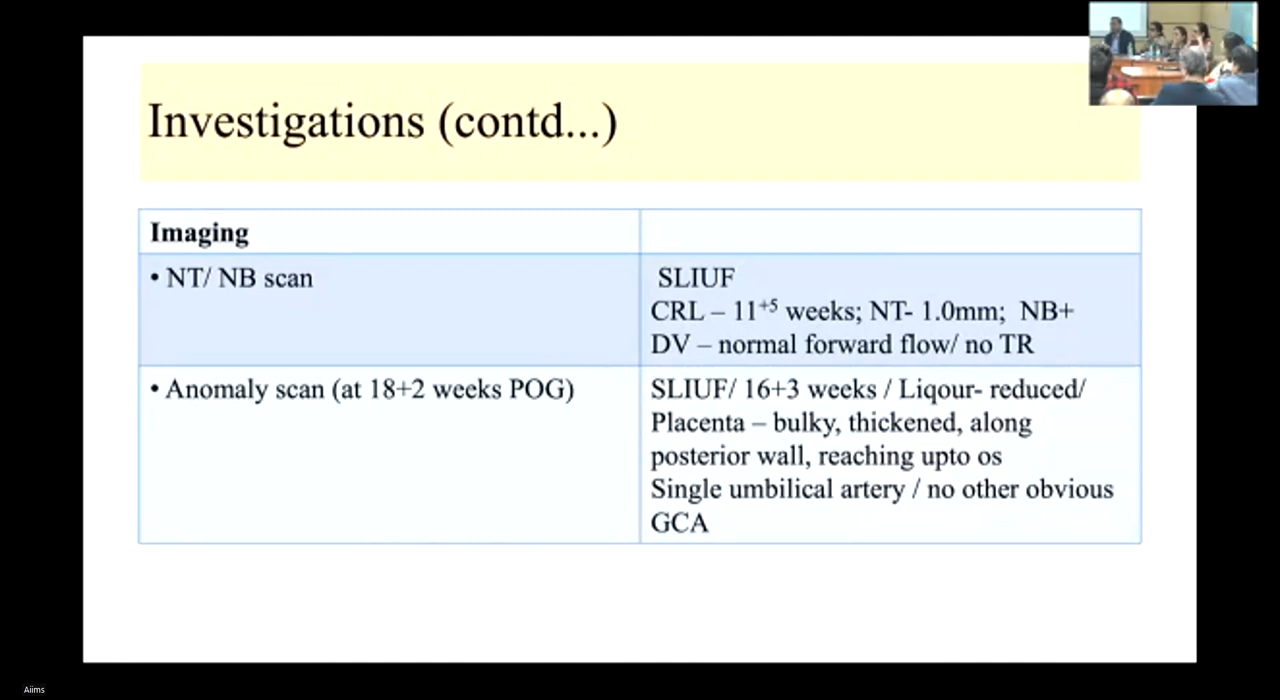 Investigations (contd...)
Imaging
• NT/ NB scan
SLIUF
CRL – 11+5 weeks; NT- 1.0mm; NB+
DV – normal forward flow/ no TR
• Anomaly scan (at 18+2 weeks POG)
SLIUF/ 16+3 weeks / Liqour- reduced/
Placenta – bulky, thickened, along
posterior wall, reaching upto os
Single umbilical artery / no other obvious
GCA
Aiims